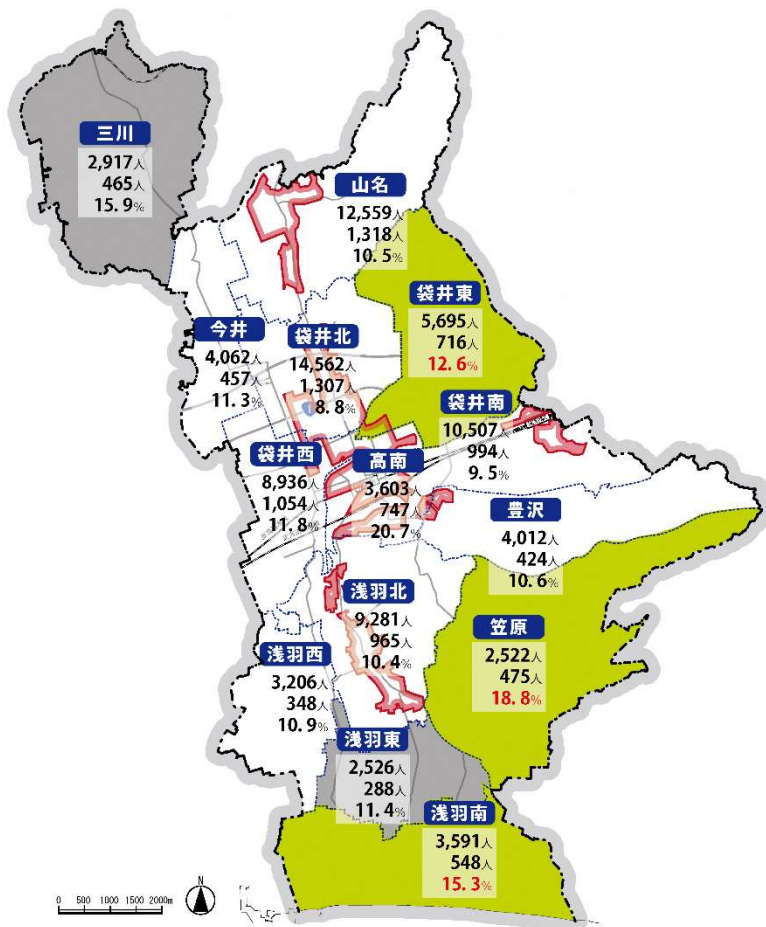 三川
2,917人
465人
15.9%
山名
12,559人
1,318人
10.5%
袋井東
5,695人
716人
12.6%
今井
4,062人
457人
11.3%
袋井北
14,562人
1,307人
8.8%
袋井南
10,507人
994人
9.5%
袋井西
8,936人
1,054人
11.8%
高南
3,603人
747人
20.7%
豊沢
4,012人
424人
10.6%
浅羽北
9,281人
965人
10.4%
笠原
2,522人
475人
18.8%
浅羽西
3,206人
348人
10.9%
浅羽東
2,526人
288人
11.4%
浅羽南
3,591人
548人
15.3%
0 500 1000 1500 2000m
N